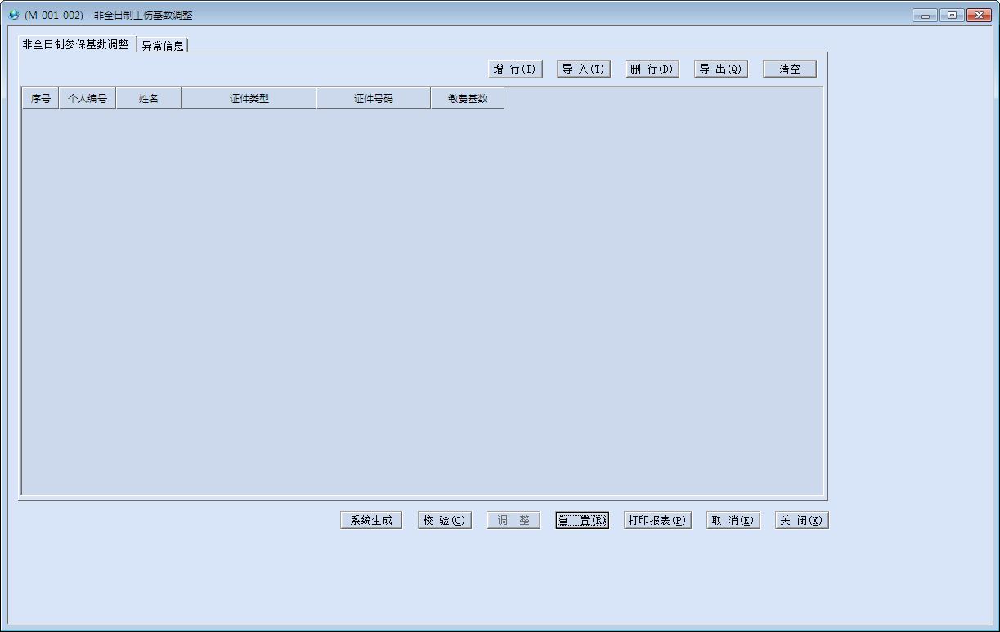 (M-001-002) - 非全日制工伤基数调整
非全日制参保基数调整 异常信息
增 行(I) 导 入(T) 删 行(D) 导 出(Q) 清空
序号 个人编号 姓名 证件类型 证件号码 缴费基数
系统生成 校 验(C) 调 整 重 置(R) 打印报表(P) 取 消(K) 关 闭(X)